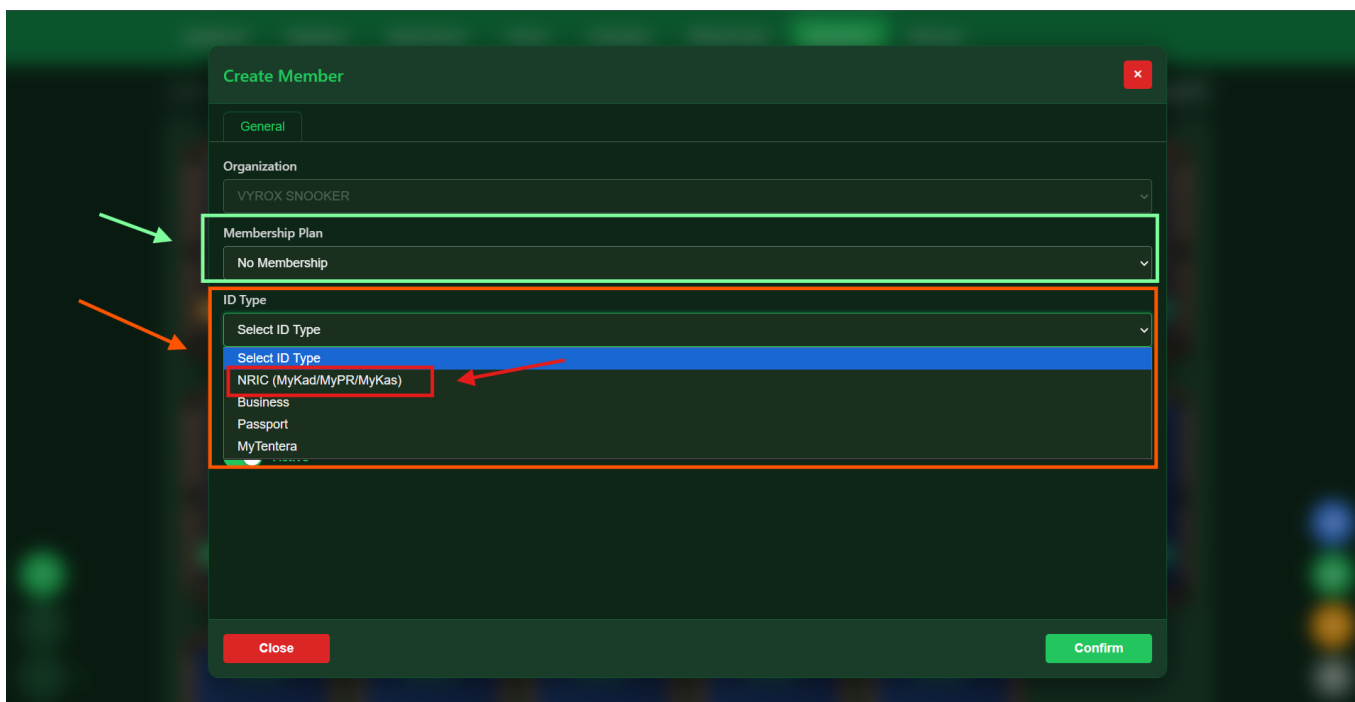 Create Member
×
General
Organization
VYROX SNOOKER
Membership Plan
No Membership
ID Type
Select ID Type
Select ID Type
NRIC (MyKad/MyPR/MyKas)
Business
Passport
MyTentera
Close
Confirm